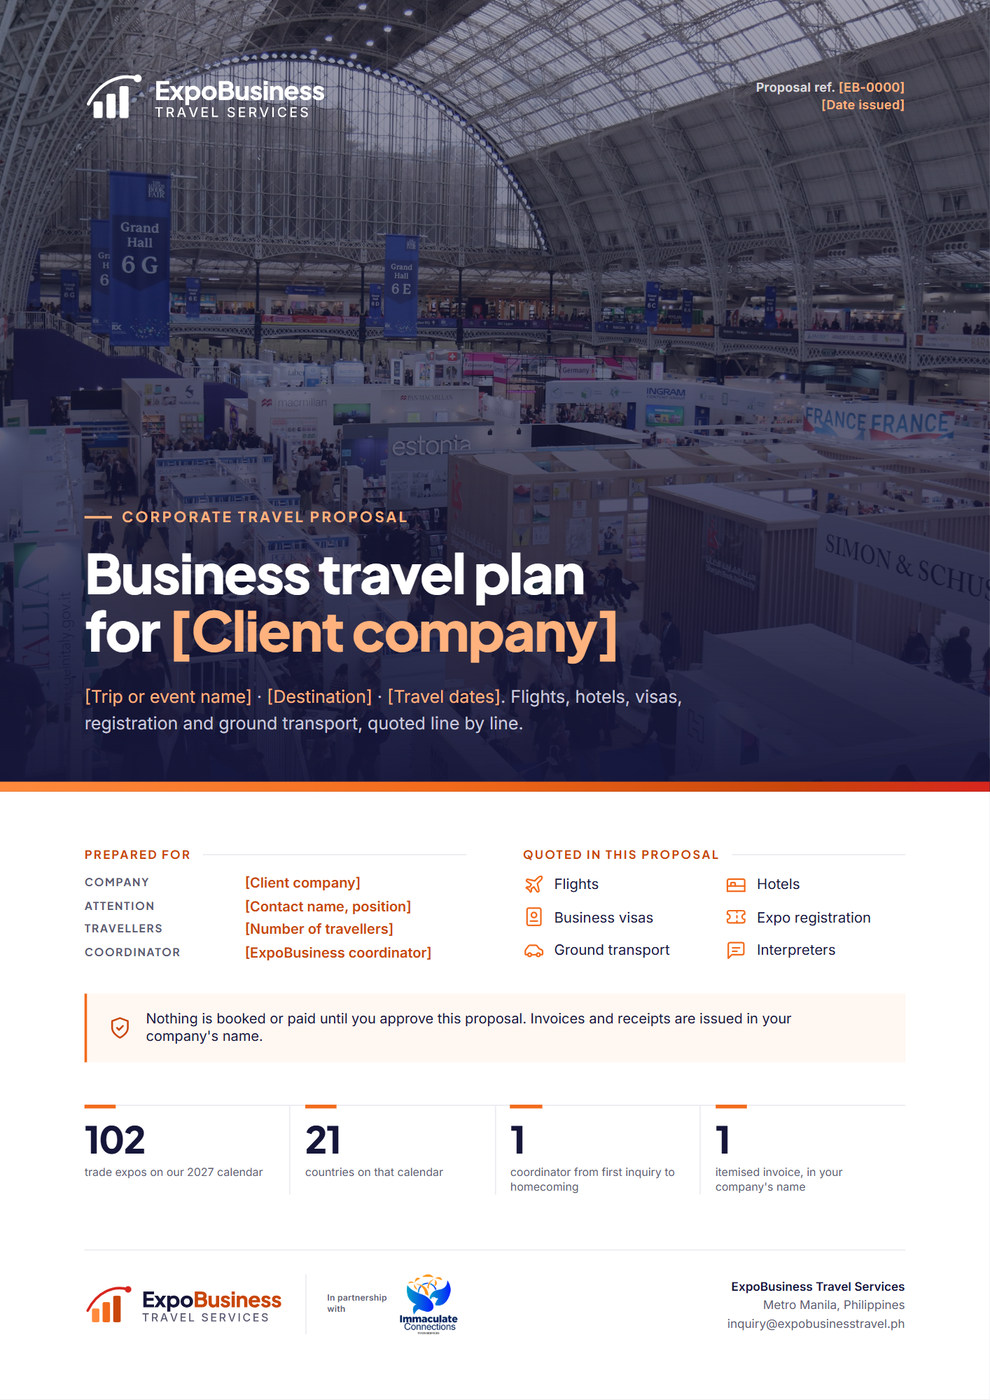 ExpoBusiness
TRAVEL SERVICES
Proposal ref. [EB-0000]
[Date issued]
Grand
Hall
6 G
Grand
Hall
6 E
Germany
macmillan
PAN MACMILLAN
INGRAM
FRANCE FRANCE
estonia
SIMON & SCHUS
CORPORATE TRAVEL PROPOSAL
Business travel plan
for [Client company]
[Trip or event name] · [Destination] · [Travel dates]. Flights, hotels, visas,
registration and ground transport, quoted line by line.
PREPARED FOR
COMPANY [Client company]
ATTENTION [Contact name, position]
TRAVELLERS [Number of travellers]
COORDINATOR [ExpoBusiness coordinator]
QUOTED IN THIS PROPOSAL
Flights
Hotels
Business visas
Expo registration
Ground transport
Interpreters
Nothing is booked or paid until you approve this proposal. Invoices and receipts are issued in your
company's name.
102
trade expos on our 2027 calendar
21
countries on that calendar
1
coordinator from first inquiry to
homecoming
1
itemised invoice, in your
company's name
ExpoBusiness
TRAVEL SERVICES
In partnership
with
Immaculate
Connections
ExpoBusiness Travel Services
Metro Manila, Philippines
inquiry@expobusinesstravel.ph